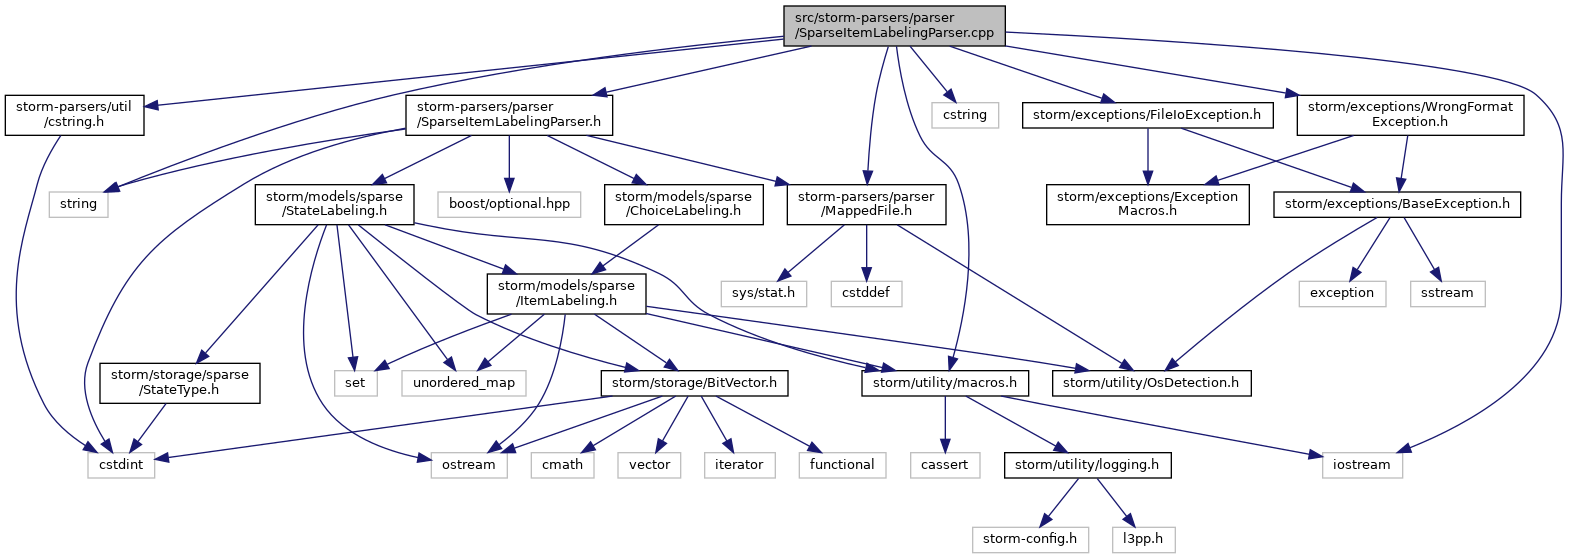 src/storm-parsers/parser
/SparseItemLabelingParser.cpp
storm-parsers/util
/cstring.h
storm-parsers/parser
/SparseItemLabelingParser.h
cstring
storm/exceptions/FileIoException.h
storm/exceptions/WrongFormat
Exception.h
string
storm/models/sparse
/StateLabeling.h
boost/optional.hpp
storm/models/sparse
/ChoiceLabeling.h
storm-parsers/parser
/MappedFile.h
storm/exceptions/Exception
Macros.h
storm/exceptions/BaseException.h
storm/models/sparse
/ItemLabeling.h
sys/stat.h
cstddef
exception
sstream
storm/storage/sparse
/StateType.h
set
unordered_map
storm/storage/BitVector.h
storm/utility/macros.h
storm/utility/OsDetection.h
cstdint
ostream
cmath
vector
iterator
functional
cassert
storm/utility/logging.h
iostream
storm-config.h
l3pp.h